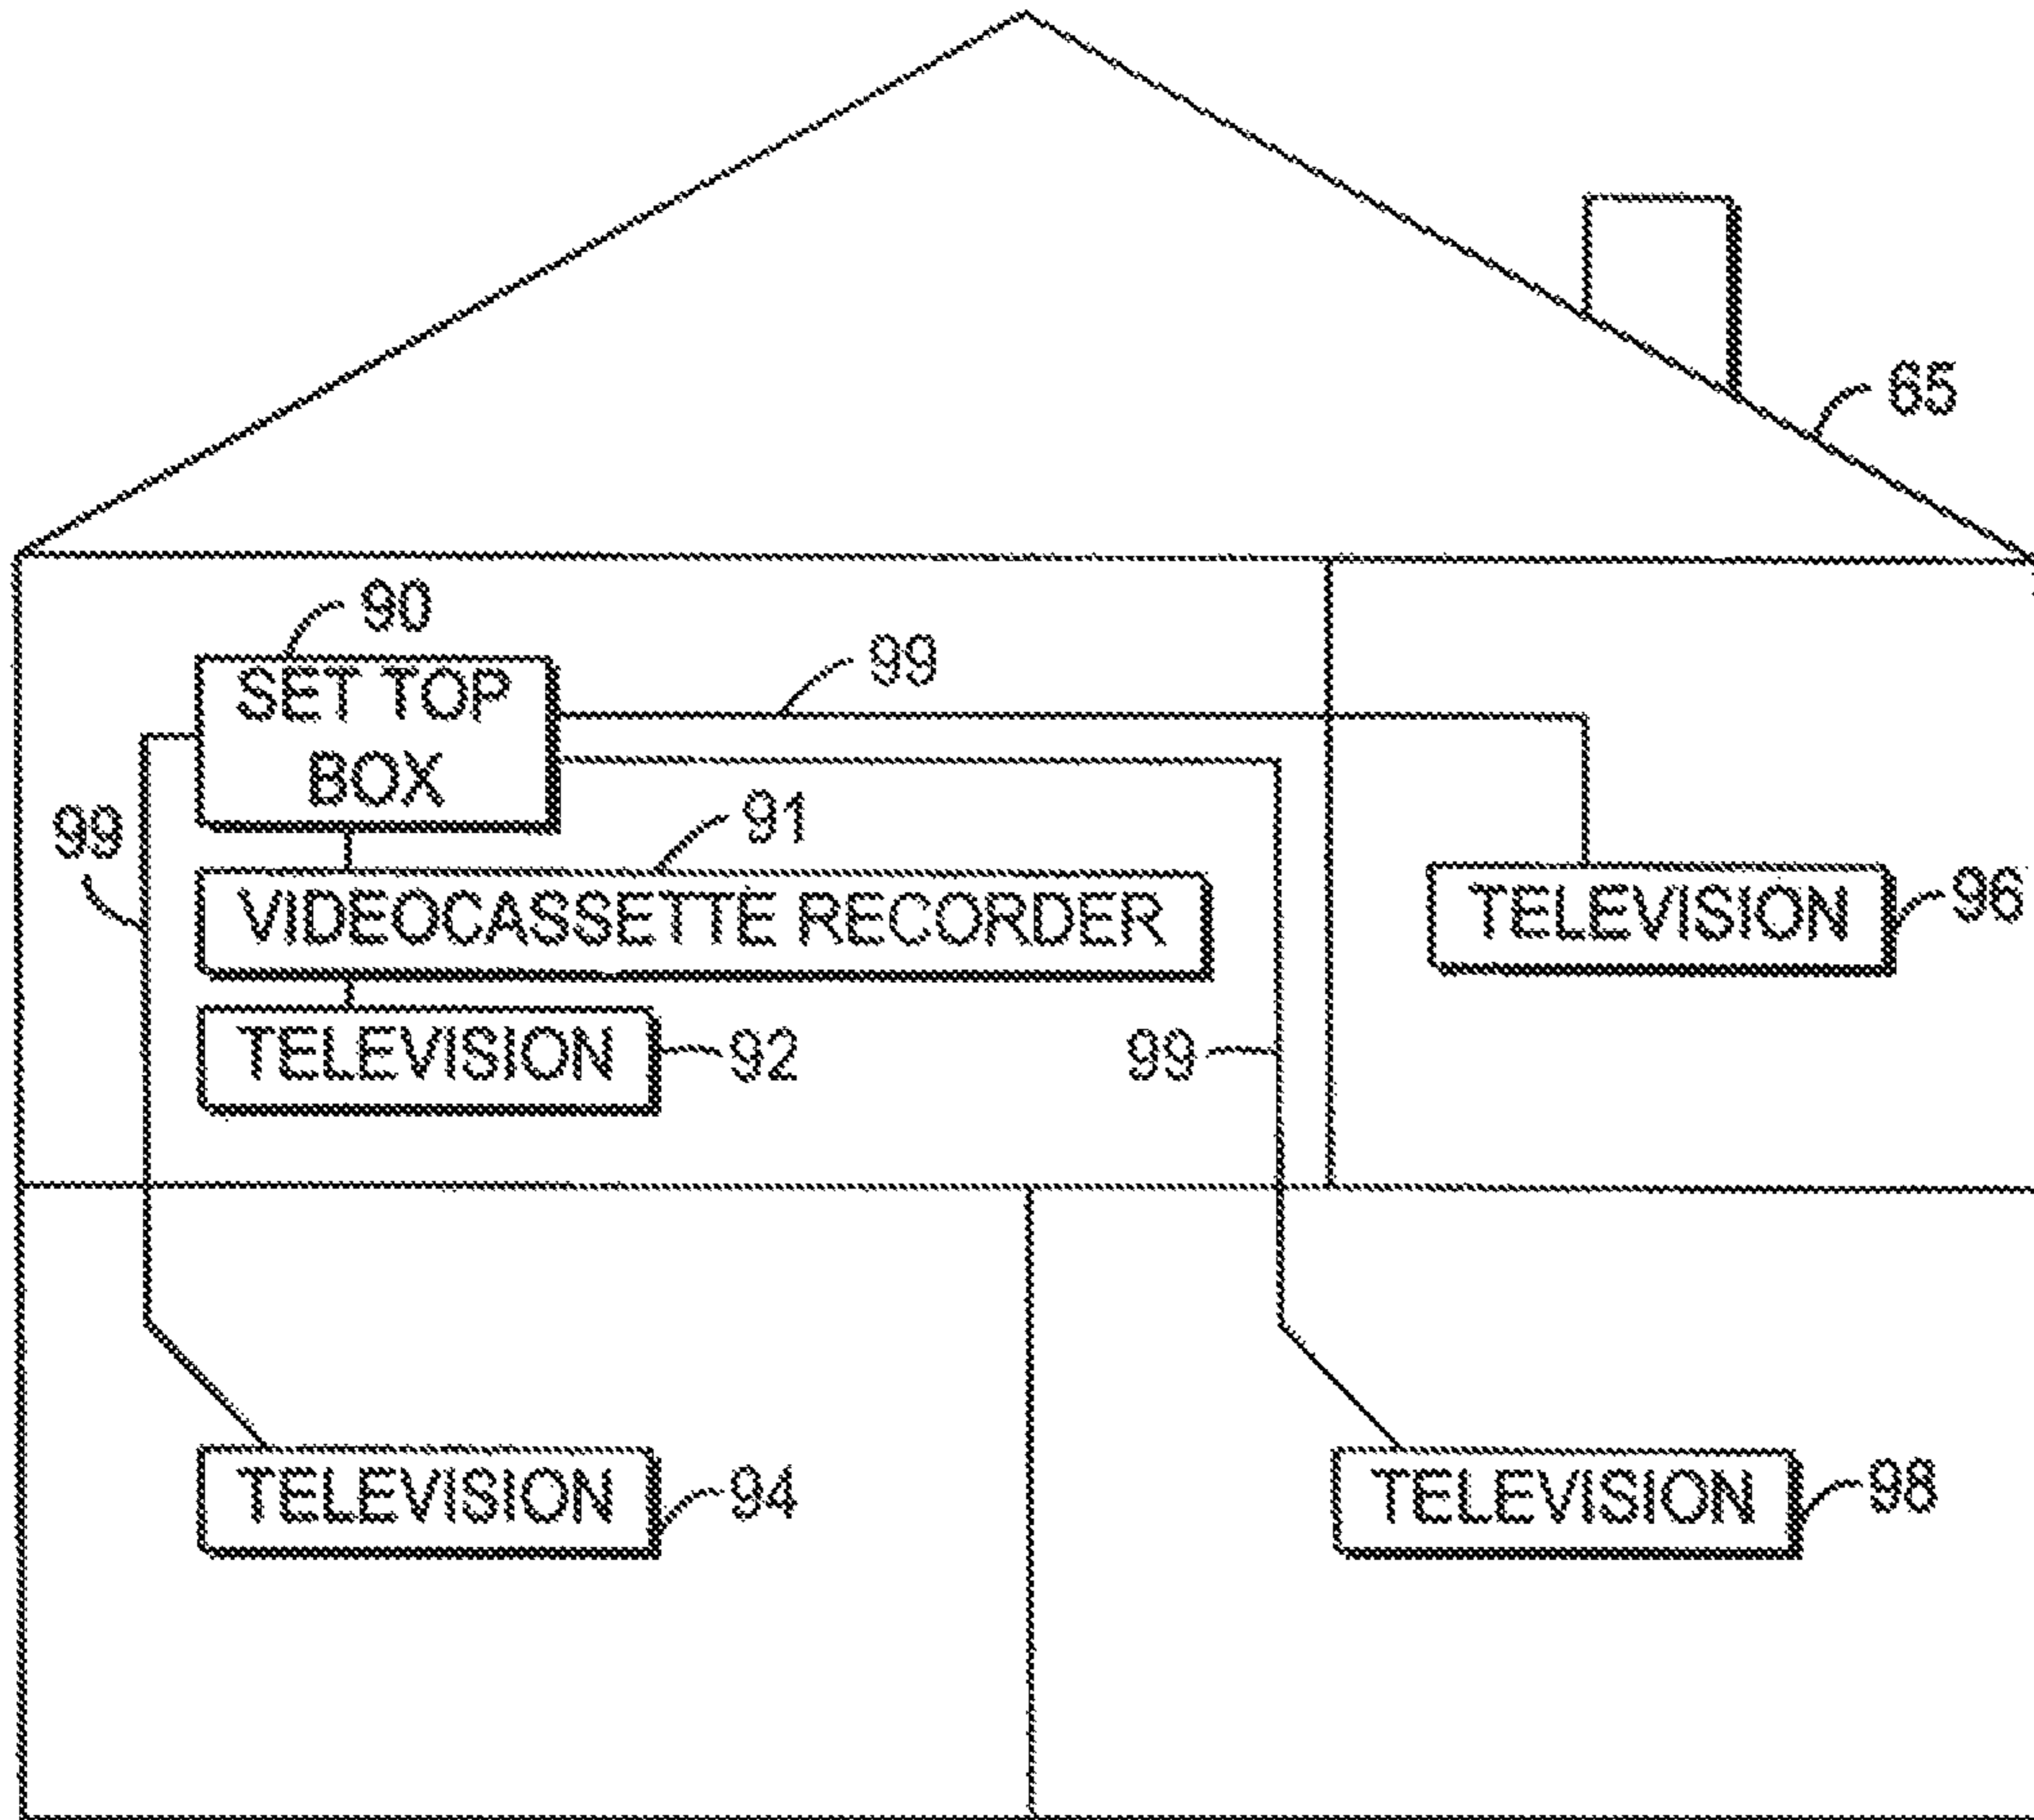 65
90
SET TOP
BOX
99
99
91
VIDEOCASSETTE RECORDER
TELEVISION
96
TELEVISION
92
99
TELEVISION
94
TELEVISION
98